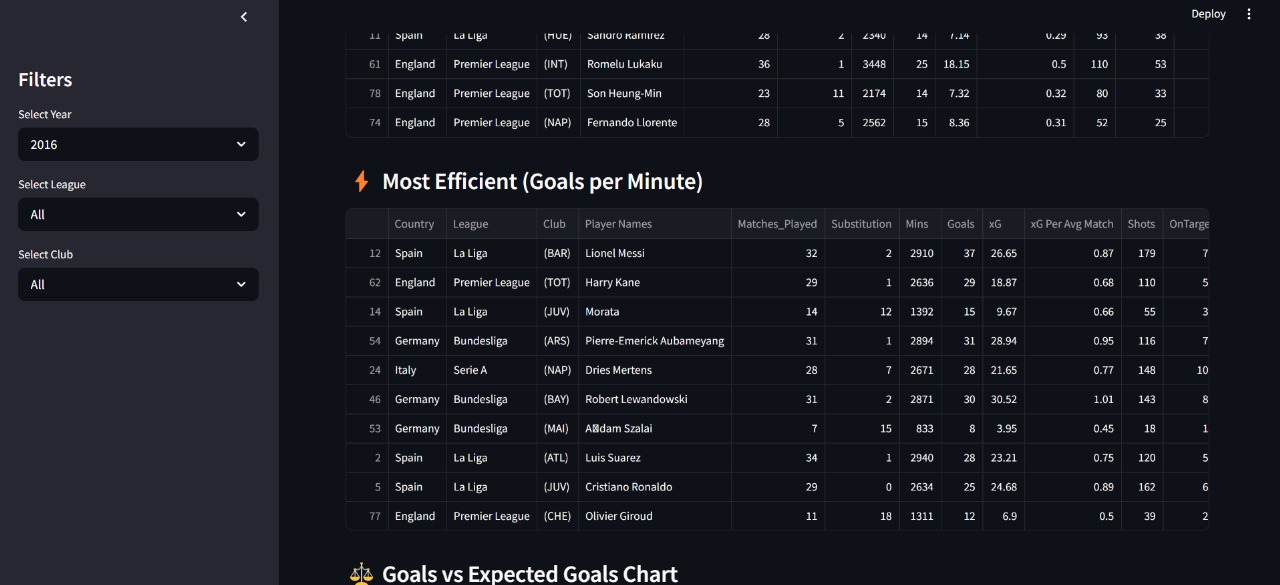 Deploy
Filters
Select Year
2016
Select League
All
Select Club
All
11 Spain La Liga (HUE) Sandro Ramirez 28 2 2340 14 7.14 0.29 93 38
61 England Premier League (INT) Romelu Lukaku 36 1 3448 25 18.15 0.5 110 53
78 England Premier League (TOT) Son Heung-Min 23 11 2174 14 7.32 0.32 80 33
74 England Premier League (NAP) Fernando Llorente 28 5 2562 15 8.36 0.31 52 25
Most Efficient (Goals per Minute)
Country League Club Player Names Matches_Played Substitution Mins Goals xG xG Per Avg Match Shots OnTarge
12 Spain La Liga (BAR) Lionel Messi 32 2 2910 37 26.65 0.87 179 7
62 England Premier League (TOT) Harry Kane 29 1 2636 29 18.87 0.68 110 5
14 Spain La Liga (JUV) Morata 14 12 1392 15 9.67 0.66 55 3
54 Germany Bundesliga (ARS) Pierre-Emerick Aubameyang 31 1 2894 31 28.94 0.95 116 7
24 Italy Serie A (NAP) Dries Mertens 28 7 2671 28 21.65 0.77 148 10
46 Germany Bundesliga (BAY) Robert Lewandowski 31 2 2871 30 30.52 1.01 143 8
53 Germany Bundesliga (MAI) Dam Szalai 7 15 833 8 3.95 0.45 18 1
2 Spain La Liga (ATL) Luis Suarez 34 1 2940 28 23.21 0.75 120 5
5 Spain La Liga (JUV) Cristiano Ronaldo 29 0 2634 25 24.68 0.89 162 6
77 England Premier League (CHE) Olivier Giroud 11 18 1311 12 6.9 0.5 39 2
Goals vs Expected Goals Chart